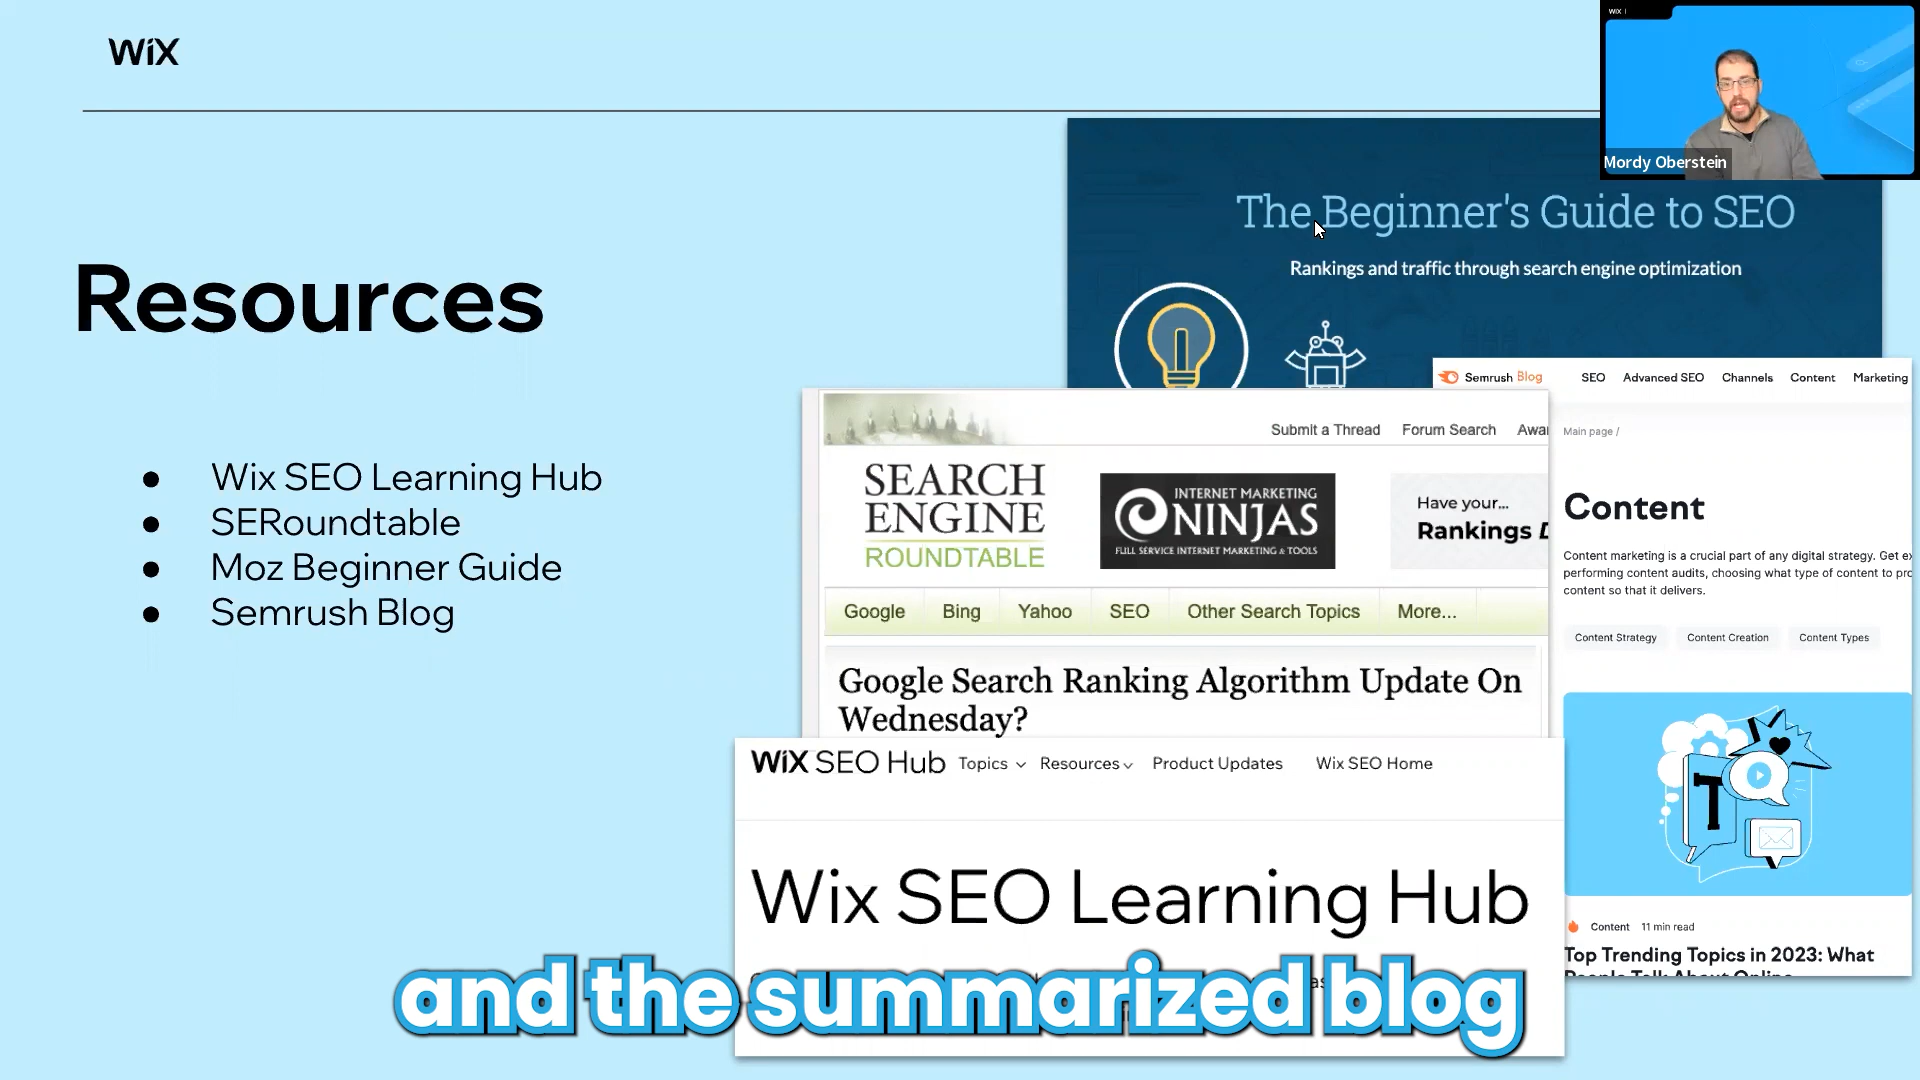 WiX
WiX
Mordy Oberstein
Resources
● Wix SEO Learning Hub
● SERoundtable
● Moz Beginner Guide
● Semrush Blog
The Beginner's Guide to SEO
Rankings and traffic through search engine optimization
Semrush Blog SEO Advanced SEO Channels Content Marketing
Main page /
Content
Content marketing is a crucial part of any digital strategy. Get
performing content audits, choosing what type of content to
content so that it delivers.
Content Strategy Content Creation Content Types
Content 11 min read
Top Trending Topics in 2023: What
People Talk About Online
Submit a Thread Forum Search
SEARCH
ENGINE
ROUNDTABLE
INTERNET MARKETING
NINJAS
FULL SERVICE INTERNET MARKETING & TOOLS
Have your...
Rankings
Google Bing Yahoo SEO Other Search Topics More...
Google Search Ranking Algorithm Update On
Wednesday?
WiX SEO Hub Topics Resources Product Updates Wix SEO Home
Wix SEO Learning Hub
and the summarized blog